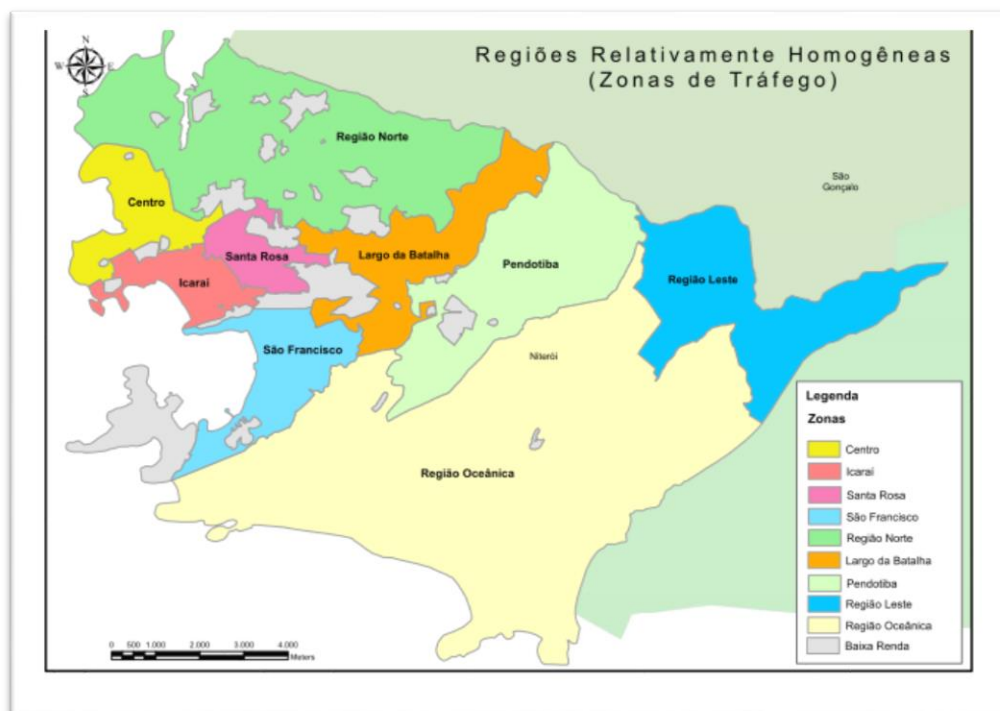 Regiões Relativamente Homogêneas
(Zonas de Tráfego)
N
W
E
S
Região Norte
São
Gonçalo
Centro
Santa Rosa
Largo da Batalha
Pendotiba
Icaraí
Região Leste
São Francisco
Niterói
Região Oceânica
Legenda
Zonas
Centro
Icaraí
Santa Rosa
São Francisco
Região Norte
Largo da Batalha
Pendotiba
Região Leste
Região Oceânica
Baixa Renda
0 500 1.000 2.000 3.000 4.000
Meters